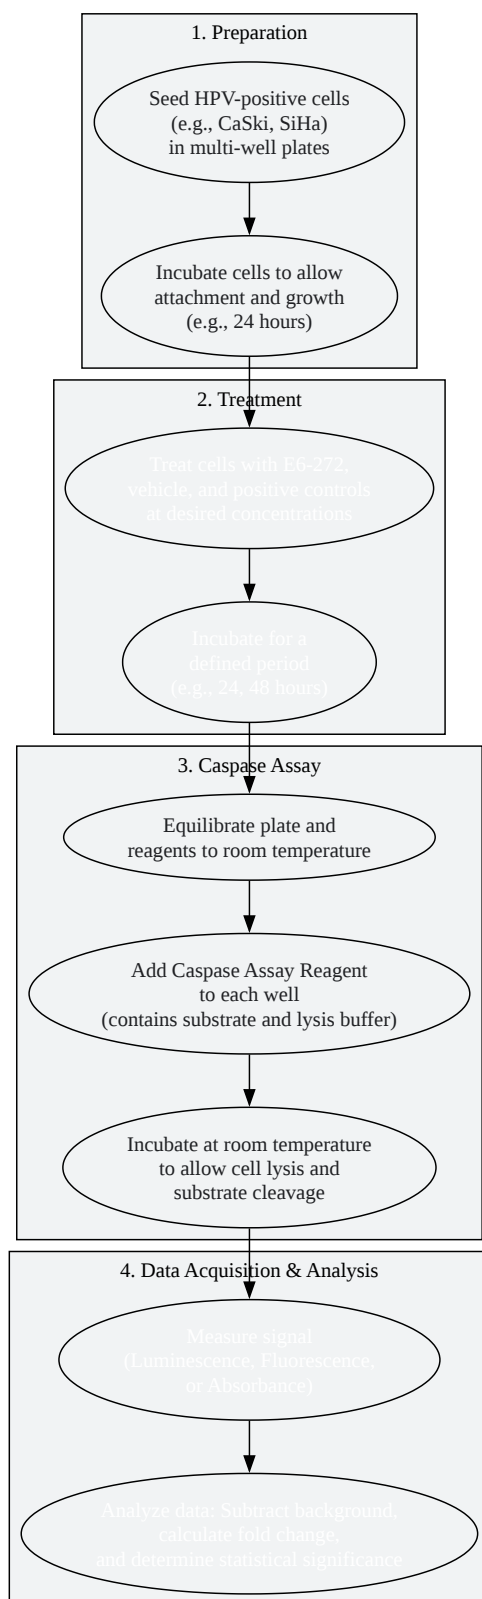 1. Preparation
Seed HPV-positive cells
(e.g., CaSki, SiHa)
in multi-well plates
Incubate cells to allow
attachment and growth
(e.g., 24 hours)
2. Treatment
Treat cells with E6-272,
vehicle, and positive controls
at desired concentrations
Incubate for a
defined period
(e.g., 24, 48 hours)
3. Caspase Assay
Equilibrate plate and
reagents to room temperature
Add Caspase Assay Reagent
to each well
(contains substrate and lysis buffer)
Incubate at room temperature
to allow cell lysis and
substrate cleavage
4. Data Acquisition & Analysis
Measure signal
(Luminescence, Fluorescence,
or Absorbance)
Analyze data: Subtract background,
calculate fold change,
and determine statistical significance